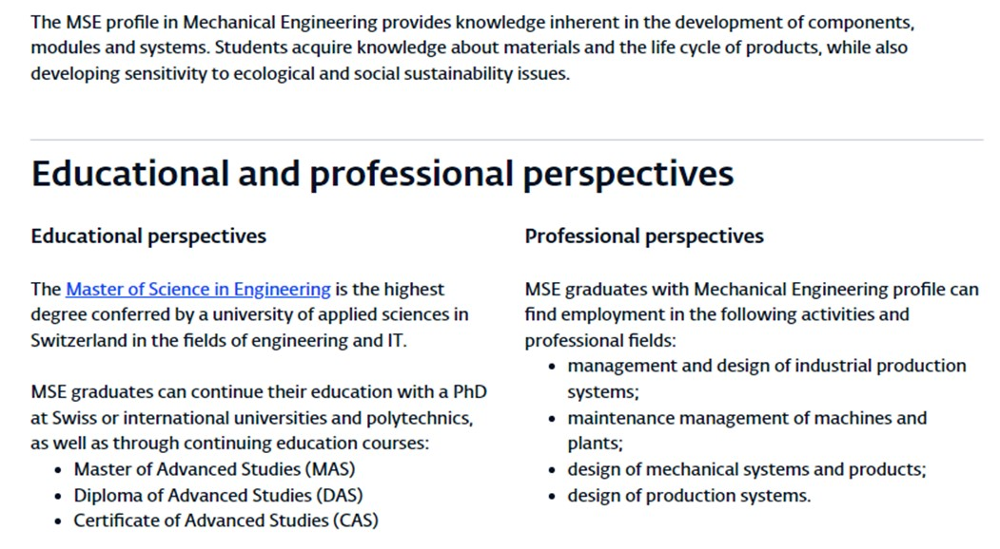 The MSE profile in Mechanical Engineering provides knowledge inherent in the development of components,
modules and systems. Students acquire knowledge about materials and the life cycle of products, while also
developing sensitivity to ecological and social sustainability issues.
Educational and professional perspectives
Educational perspectives
The Master of Science in Engineering is the highest
degree conferred by a university of applied sciences in
Switzerland in the fields of engineering and IT.
MSE graduates can continue their education with a PhD
at Swiss or international universities and polytechnics,
as well as through continuing education courses:
• Master of Advanced Studies (MAS)
• Diploma of Advanced Studies (DAS)
• Certificate of Advanced Studies (CAS)
Professional perspectives
MSE graduates with Mechanical Engineering profile can
find employment in the following activities and
professional fields:
• management and design of industrial production
systems;
• maintenance management of machines and
plants;
• design of mechanical systems and products;
• design of production systems.